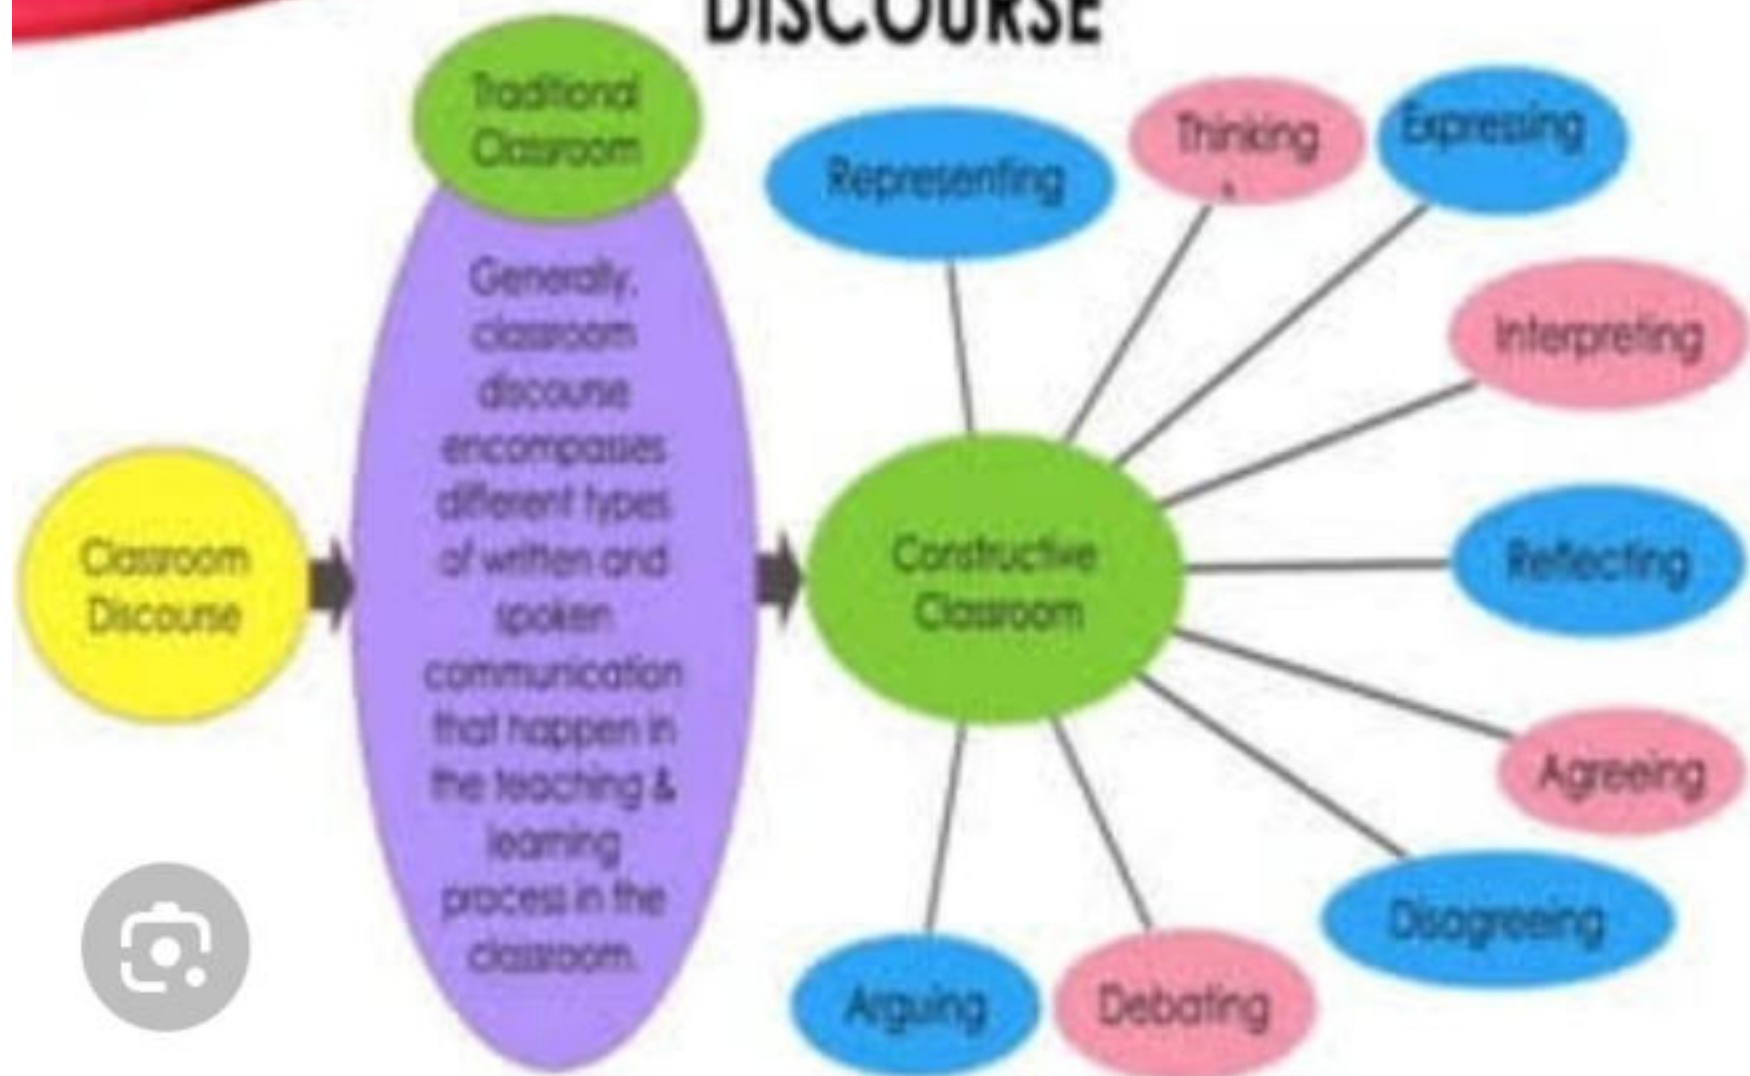 DISCOURSE
Traditional
Classroom
Generally,
classroom
discourse
encompasses
different types
of written and
spoken
communication
that happen in
the teaching &
learning
process in the
classroom.
Classroom
Discourse
Constructive
Classroom
Representing
Thinking
Expressing
Interpreting
Reflecting
Agreeing
Disagreeing
Debating
Arguing